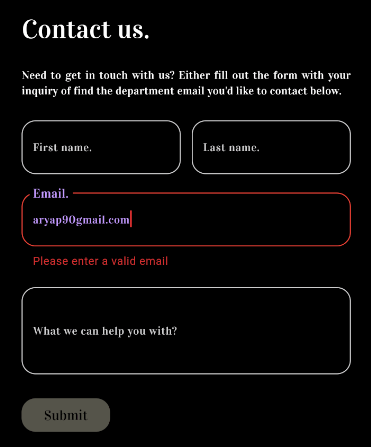 Contact us.
Need to get in touch with us? Either fill out the form with your
inquiry of find the department email you'd like to contact below.
First name.
Last name.
Email.
aryap90gmail.com
Please enter a valid email
What we can help you with?
Submit